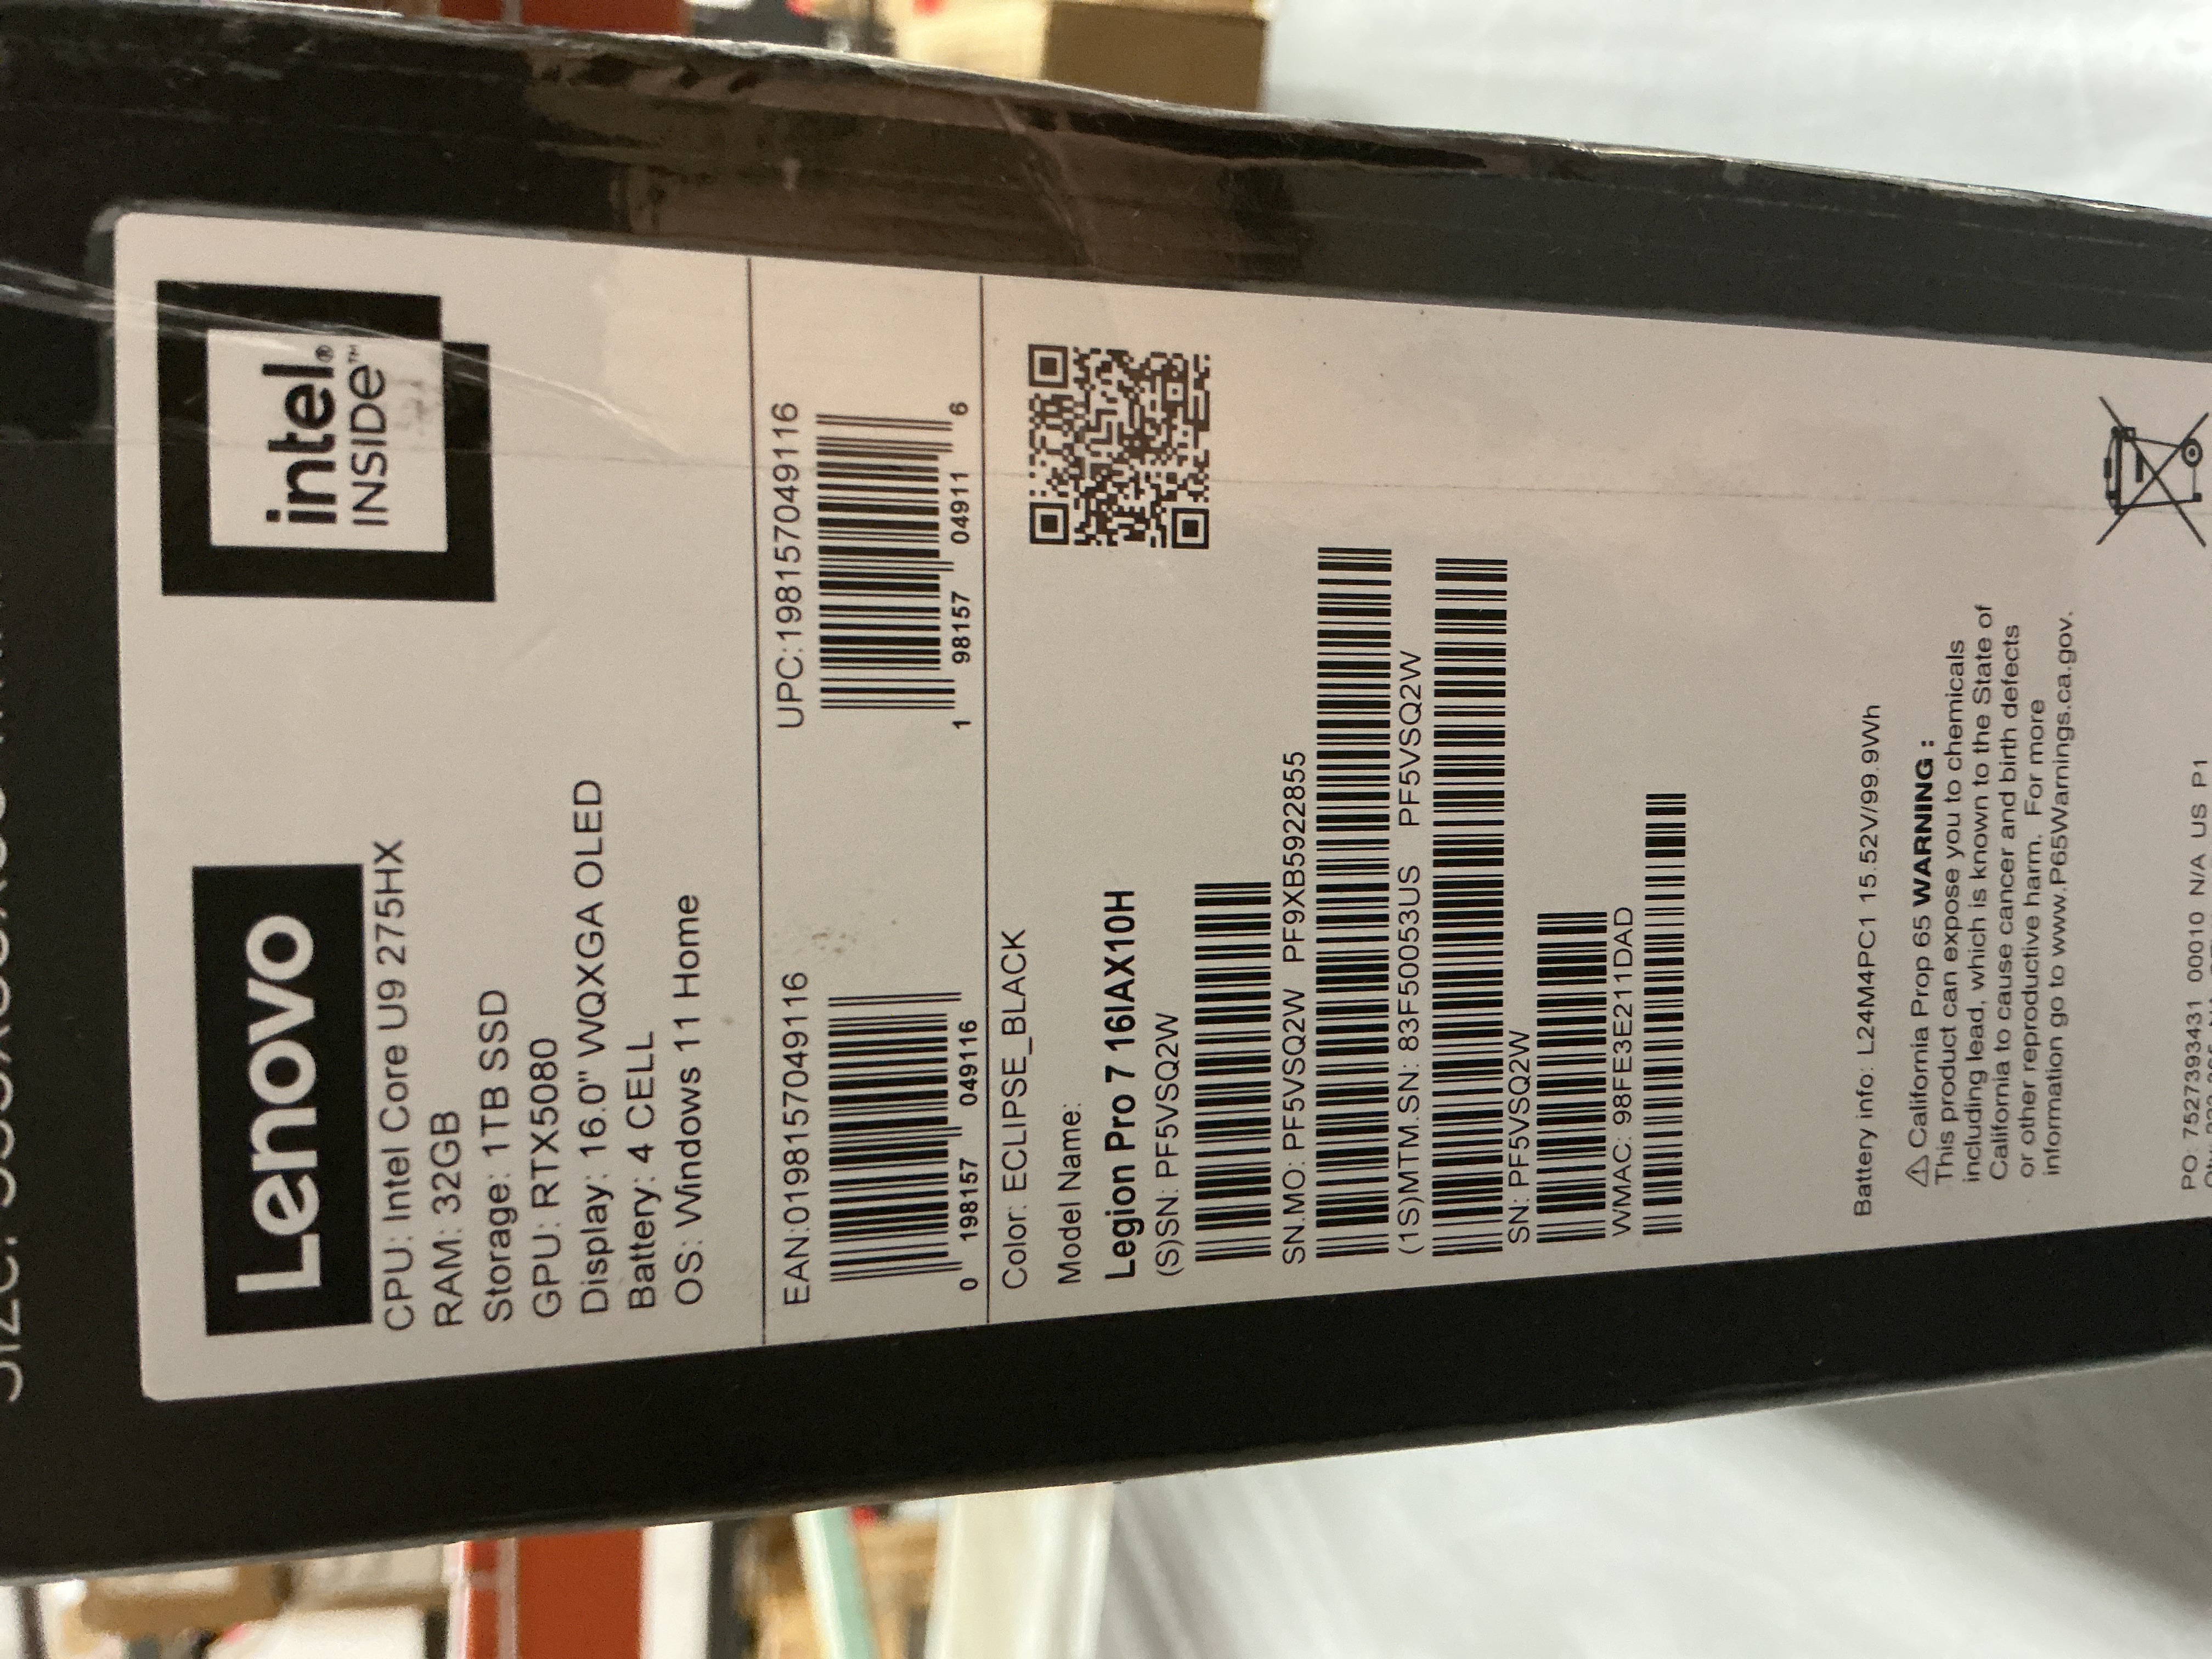 Lenovo
intel®
INSIDE™
CPU: Intel Core U9 275HX
RAM: 32GB
Storage: 1TB SSD
GPU: RTX5080
Display: 16.0" WQXGA OLED
Battery: 4 CELL
OS: Windows 11 Home
EAN:0198157049116
0 198157 049116
UPC:198157049116
1 98157 04911 6
Color: ECLIPSE_BLACK
Model Name:
Legion Pro 7 16IAX10H
(S)SN: PF5VSQ2W
SN.MO: PF5VSQ2W PF9XB5922855
(1S)MTM.SN: 83F50053US PF5VSQ2W
SN: PF5VSQ2W
WMAC: 98FE3E211DAD
Battery info: L24M4PC1 15.52V/99.9Wh
⚠ California Prop 65 WARNING :
This product can expose you to chemicals
including lead, which is known to the State of
California to cause cancer and birth defects
or other reproductive harm. For more
information go to www.P65Warnings.ca.gov.
PO: 7527393431 00010 N/A US P1